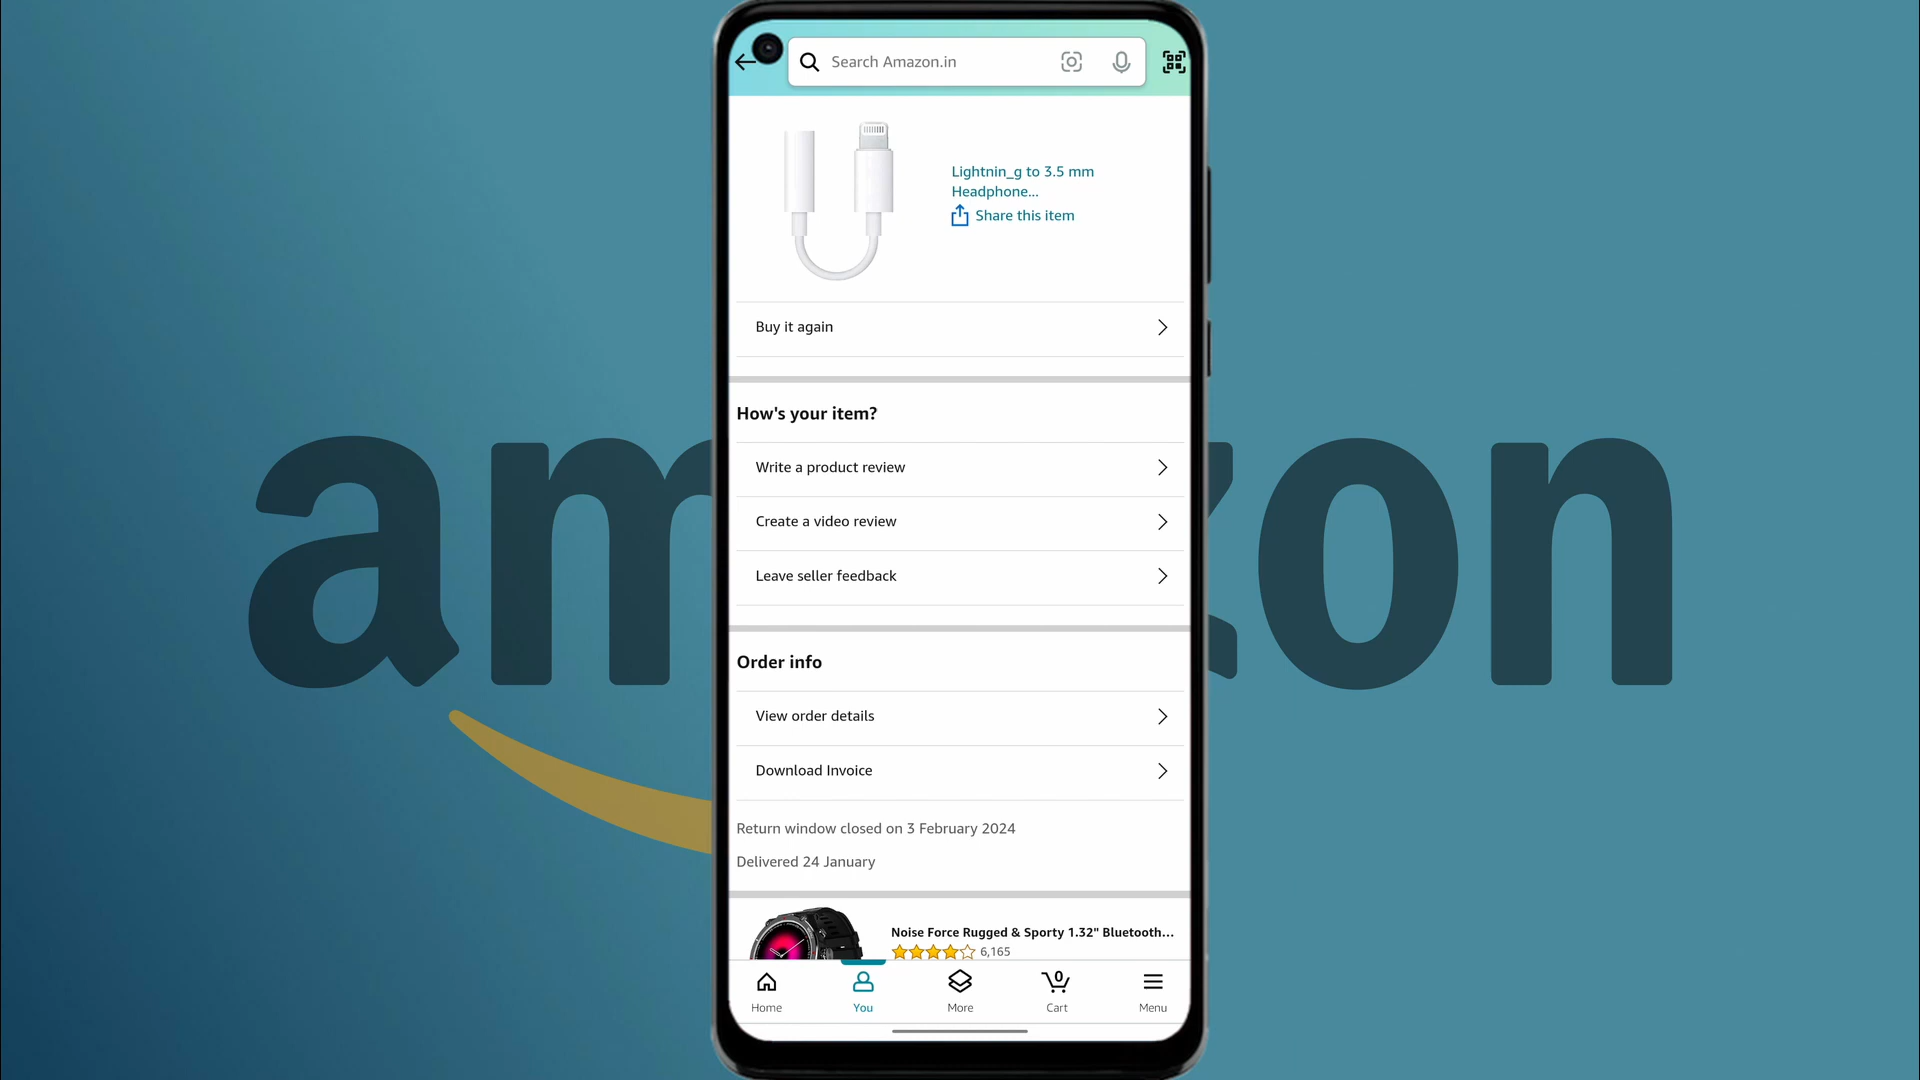 Search Amazon.in
Lightnin_g to 3.5 mm
Headphone...
Share this item
Buy it again
How's your item?
Write a product review
Create a video review
Leave seller feedback
Order info
View order details
Download Invoice
Return window closed on 3 February 2024
Delivered 24 January
Noise Force Rugged & Sporty 1.32" Bluetooth...
6,165
0
Home
You
More
Cart
Menu
am zon